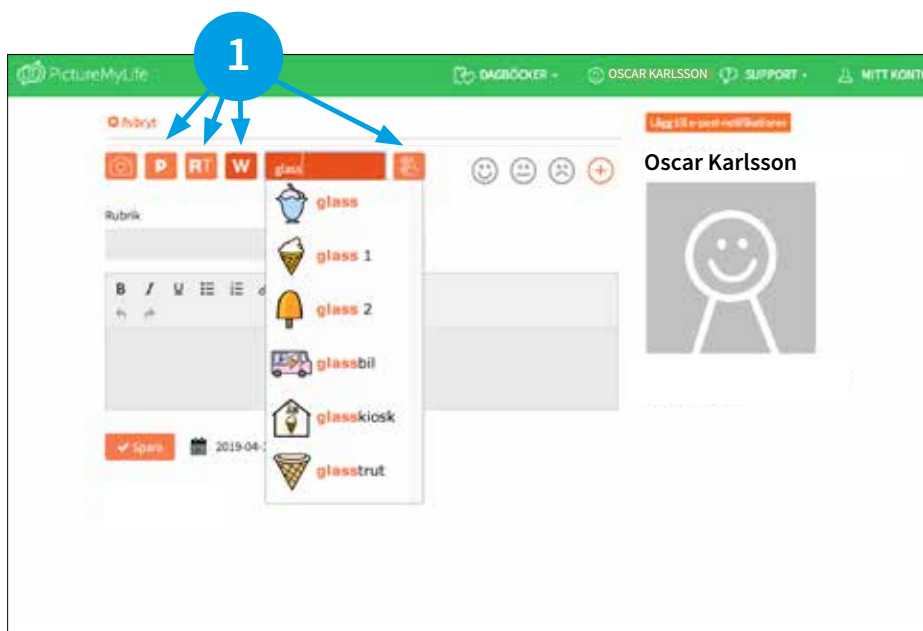 1
PictureMyLife DAGBÖCKER OSCAR KARLSSON SUPPORT MITT KONTO
Avbryt Lägg till e-post-notifikationer
P RT W glass Oscar Karlsson
glass
Rubrik
glass 1
B I U
glass 2
glassbil
glasskiosk
Spara 2019-04-
glasstrut